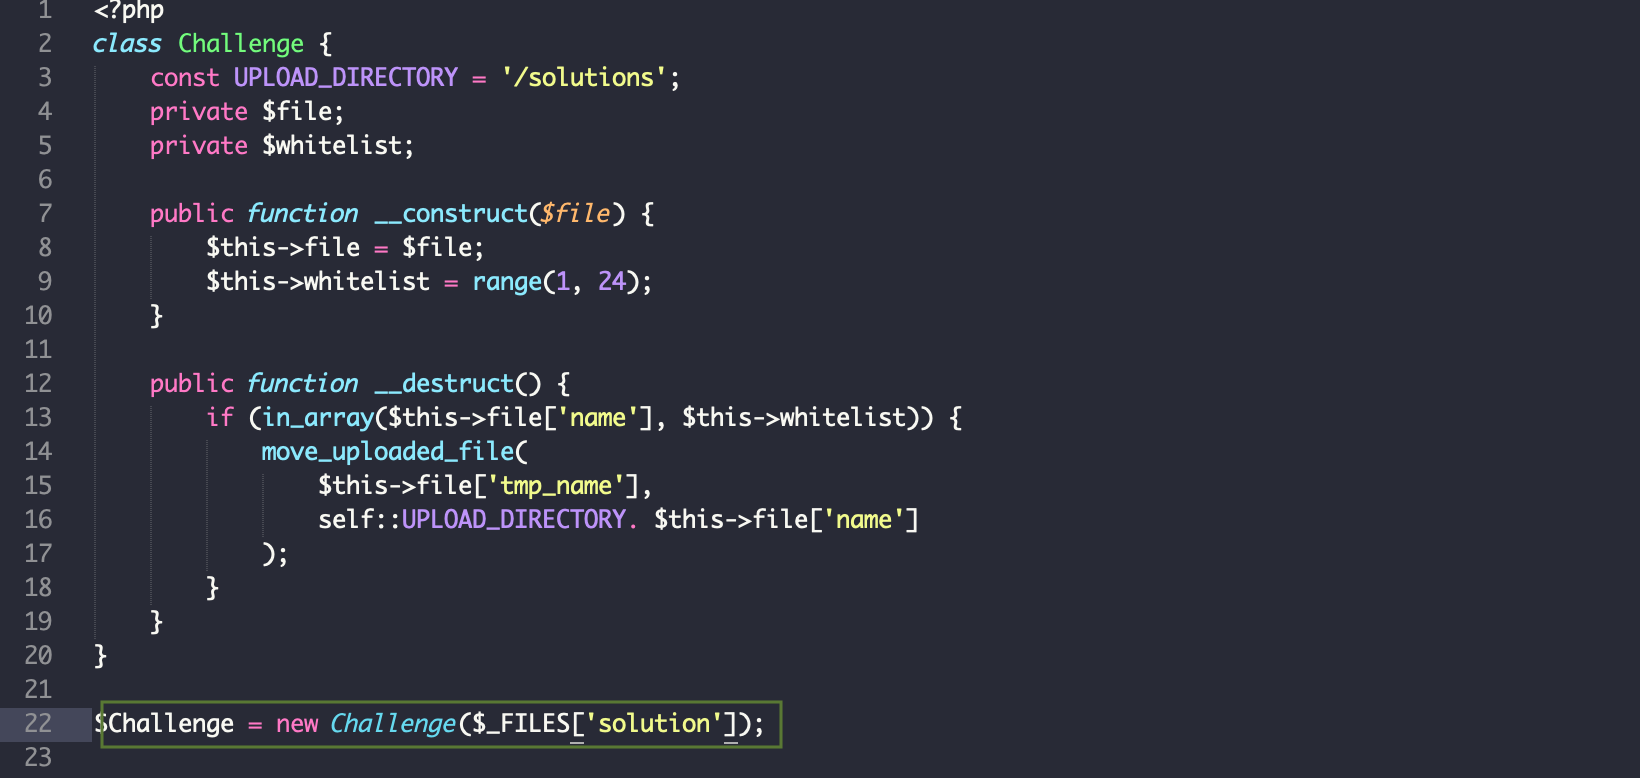 1 <?php
2 class Challenge {
3 const UPLOAD_DIRECTORY = '/solutions';
4 private $file;
5 private $whitelist;
6
7 public function __construct($file) {
8 $this->file = $file;
9 $this->whitelist = range(1, 24);
10 }
11
12 public function __destruct() {
13 if (in_array($this->file['name'], $this->whitelist)) {
14 move_uploaded_file(
15 $this->file['tmp_name'],
16 self::UPLOAD_DIRECTORY. $this->file['name']
17 );
18 }
19 }
20 }
21
22 $Challenge = new Challenge($_FILES['solution']);
23